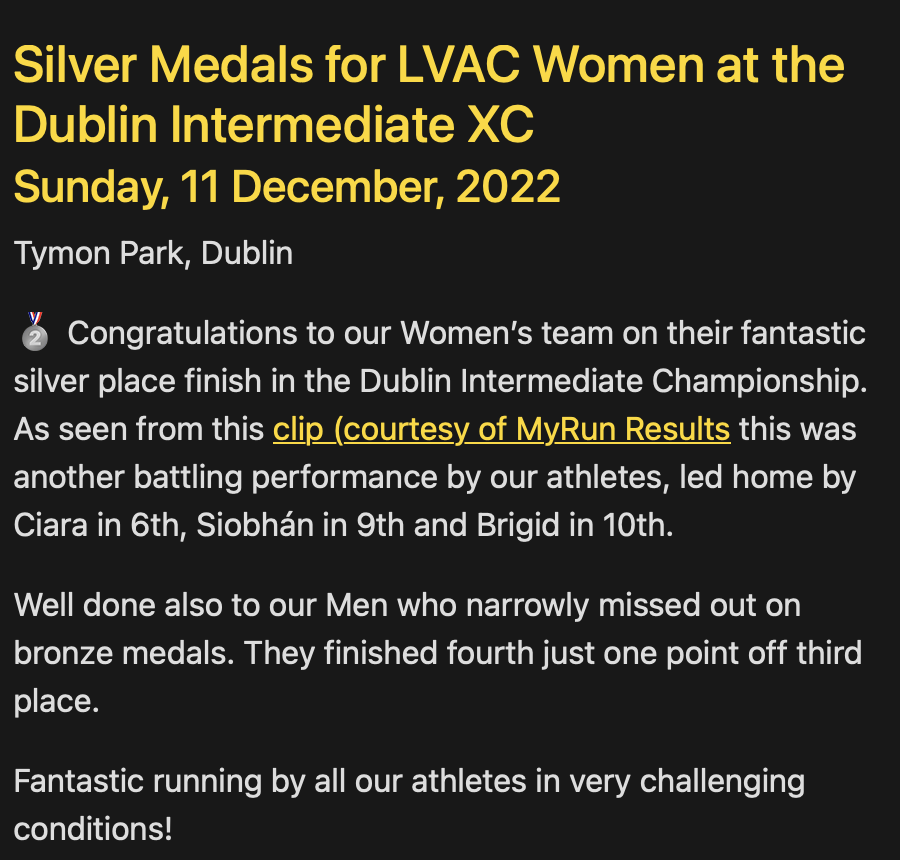 Silver Medals for LVAC Women at the
Dublin Intermediate XC
Sunday, 11 December, 2022
Tymon Park, Dublin
🥈 Congratulations to our Women’s team on their fantastic
silver place finish in the Dublin Intermediate Championship.
As seen from this clip (courtesy of MyRun Results this was
another battling performance by our athletes, led home by
Ciara in 6th, Siobhán in 9th and Brigid in 10th.
Well done also to our Men who narrowly missed out on
bronze medals. They finished fourth just one point off third
place.
Fantastic running by all our athletes in very challenging
conditions!